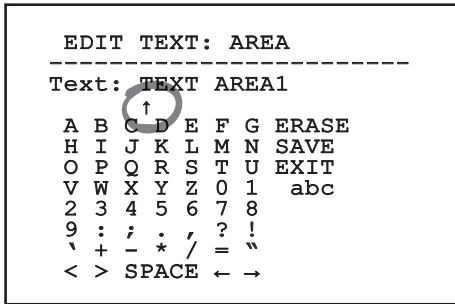 EDIT TEXT: AREA
Text: TEXT AREA1
↑
A B C D E F G ERASE
H I J K L M N SAVE
O P Q R S T U EXIT
V W X Y Z 0 1 abc
2 3 4 5 6 7 8
9 : ; . , ? !
‵ + - * / = ‶
< > SPACE ← →